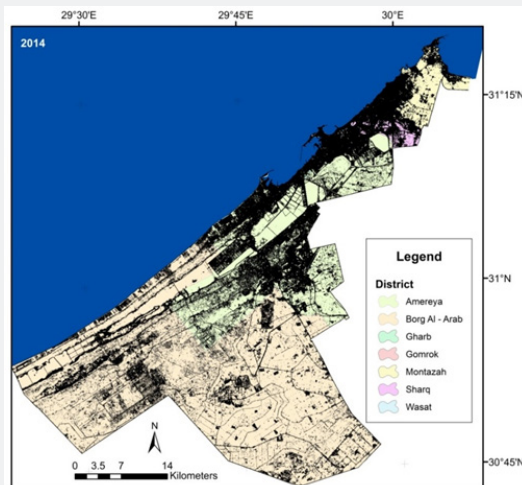 29°30'E 29°45'E 30°E
2014
31°15'N
31°N
Legend
District
Amereya
Borg Al - Arab
Gharb
Gomrok
Montazah
Sharq
Wasat
N
0 3.5 7 14
Kilometers
30°45'N